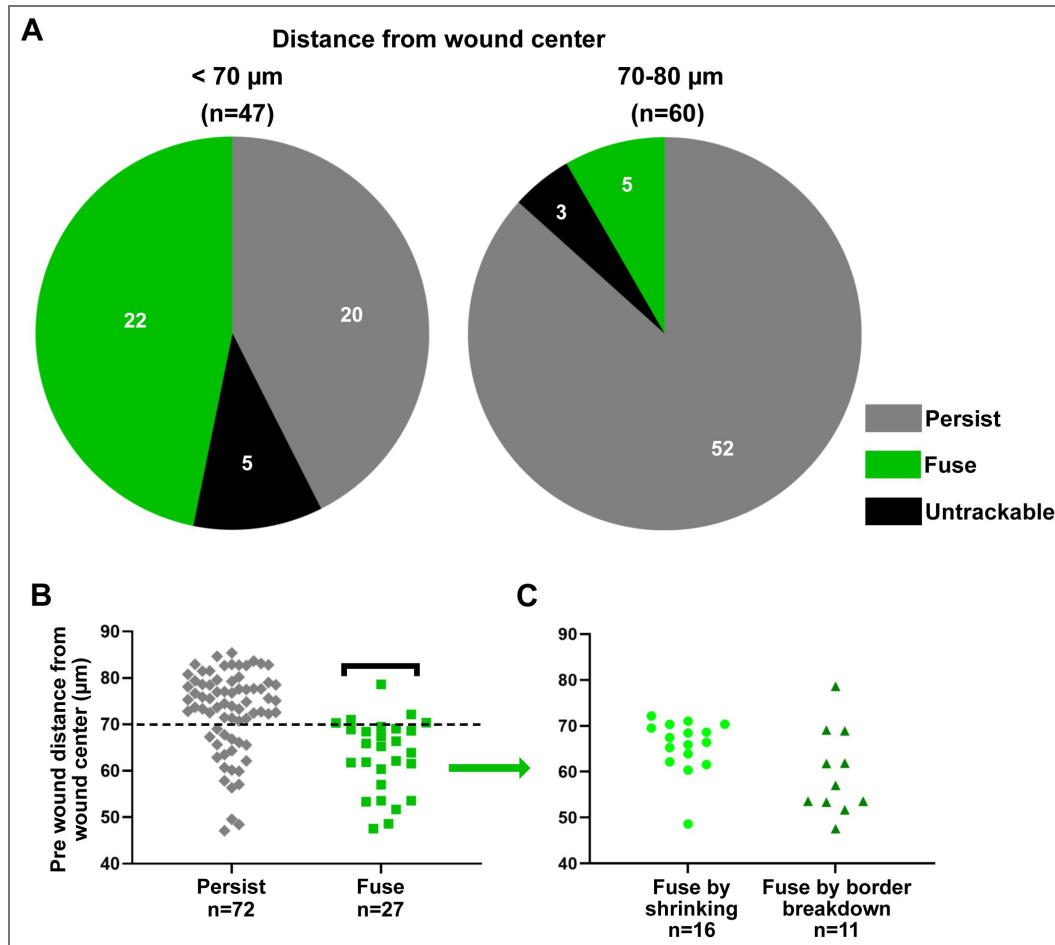 A
Distance from wound center
< 70 µm
(n=47)
70-80 µm
(n=60)
22
20
5
3
5
52
Persist
Fuse
Untrackable
B
Pre wound distance from
wound center (µm)
90
80
70
60
50
40
Persist
n=72
Fuse
n=27
C
90
80
70
60
50
40
Fuse by
shrinking
n=16
Fuse by border
breakdown
n=11